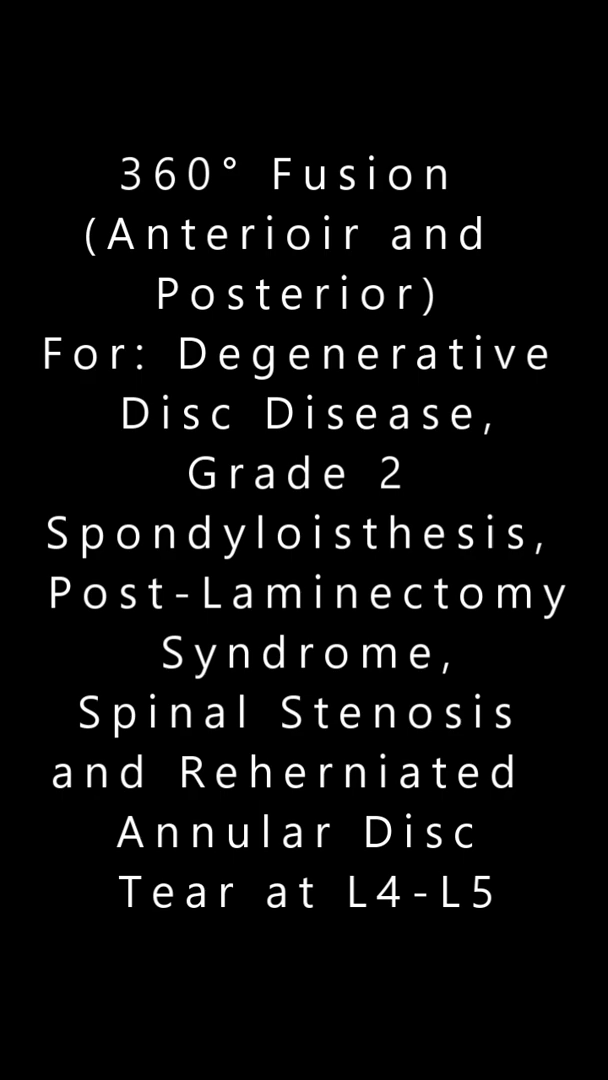 360° Fusion
(Anterioir and
Posterior)
For: Degenerative
Disc Disease,
Grade 2
Spondyloisthesis,
Post-Laminectomy
Syndrome,
Spinal Stenosis
and Reherniated
Annular Disc
Tear at L4-L5